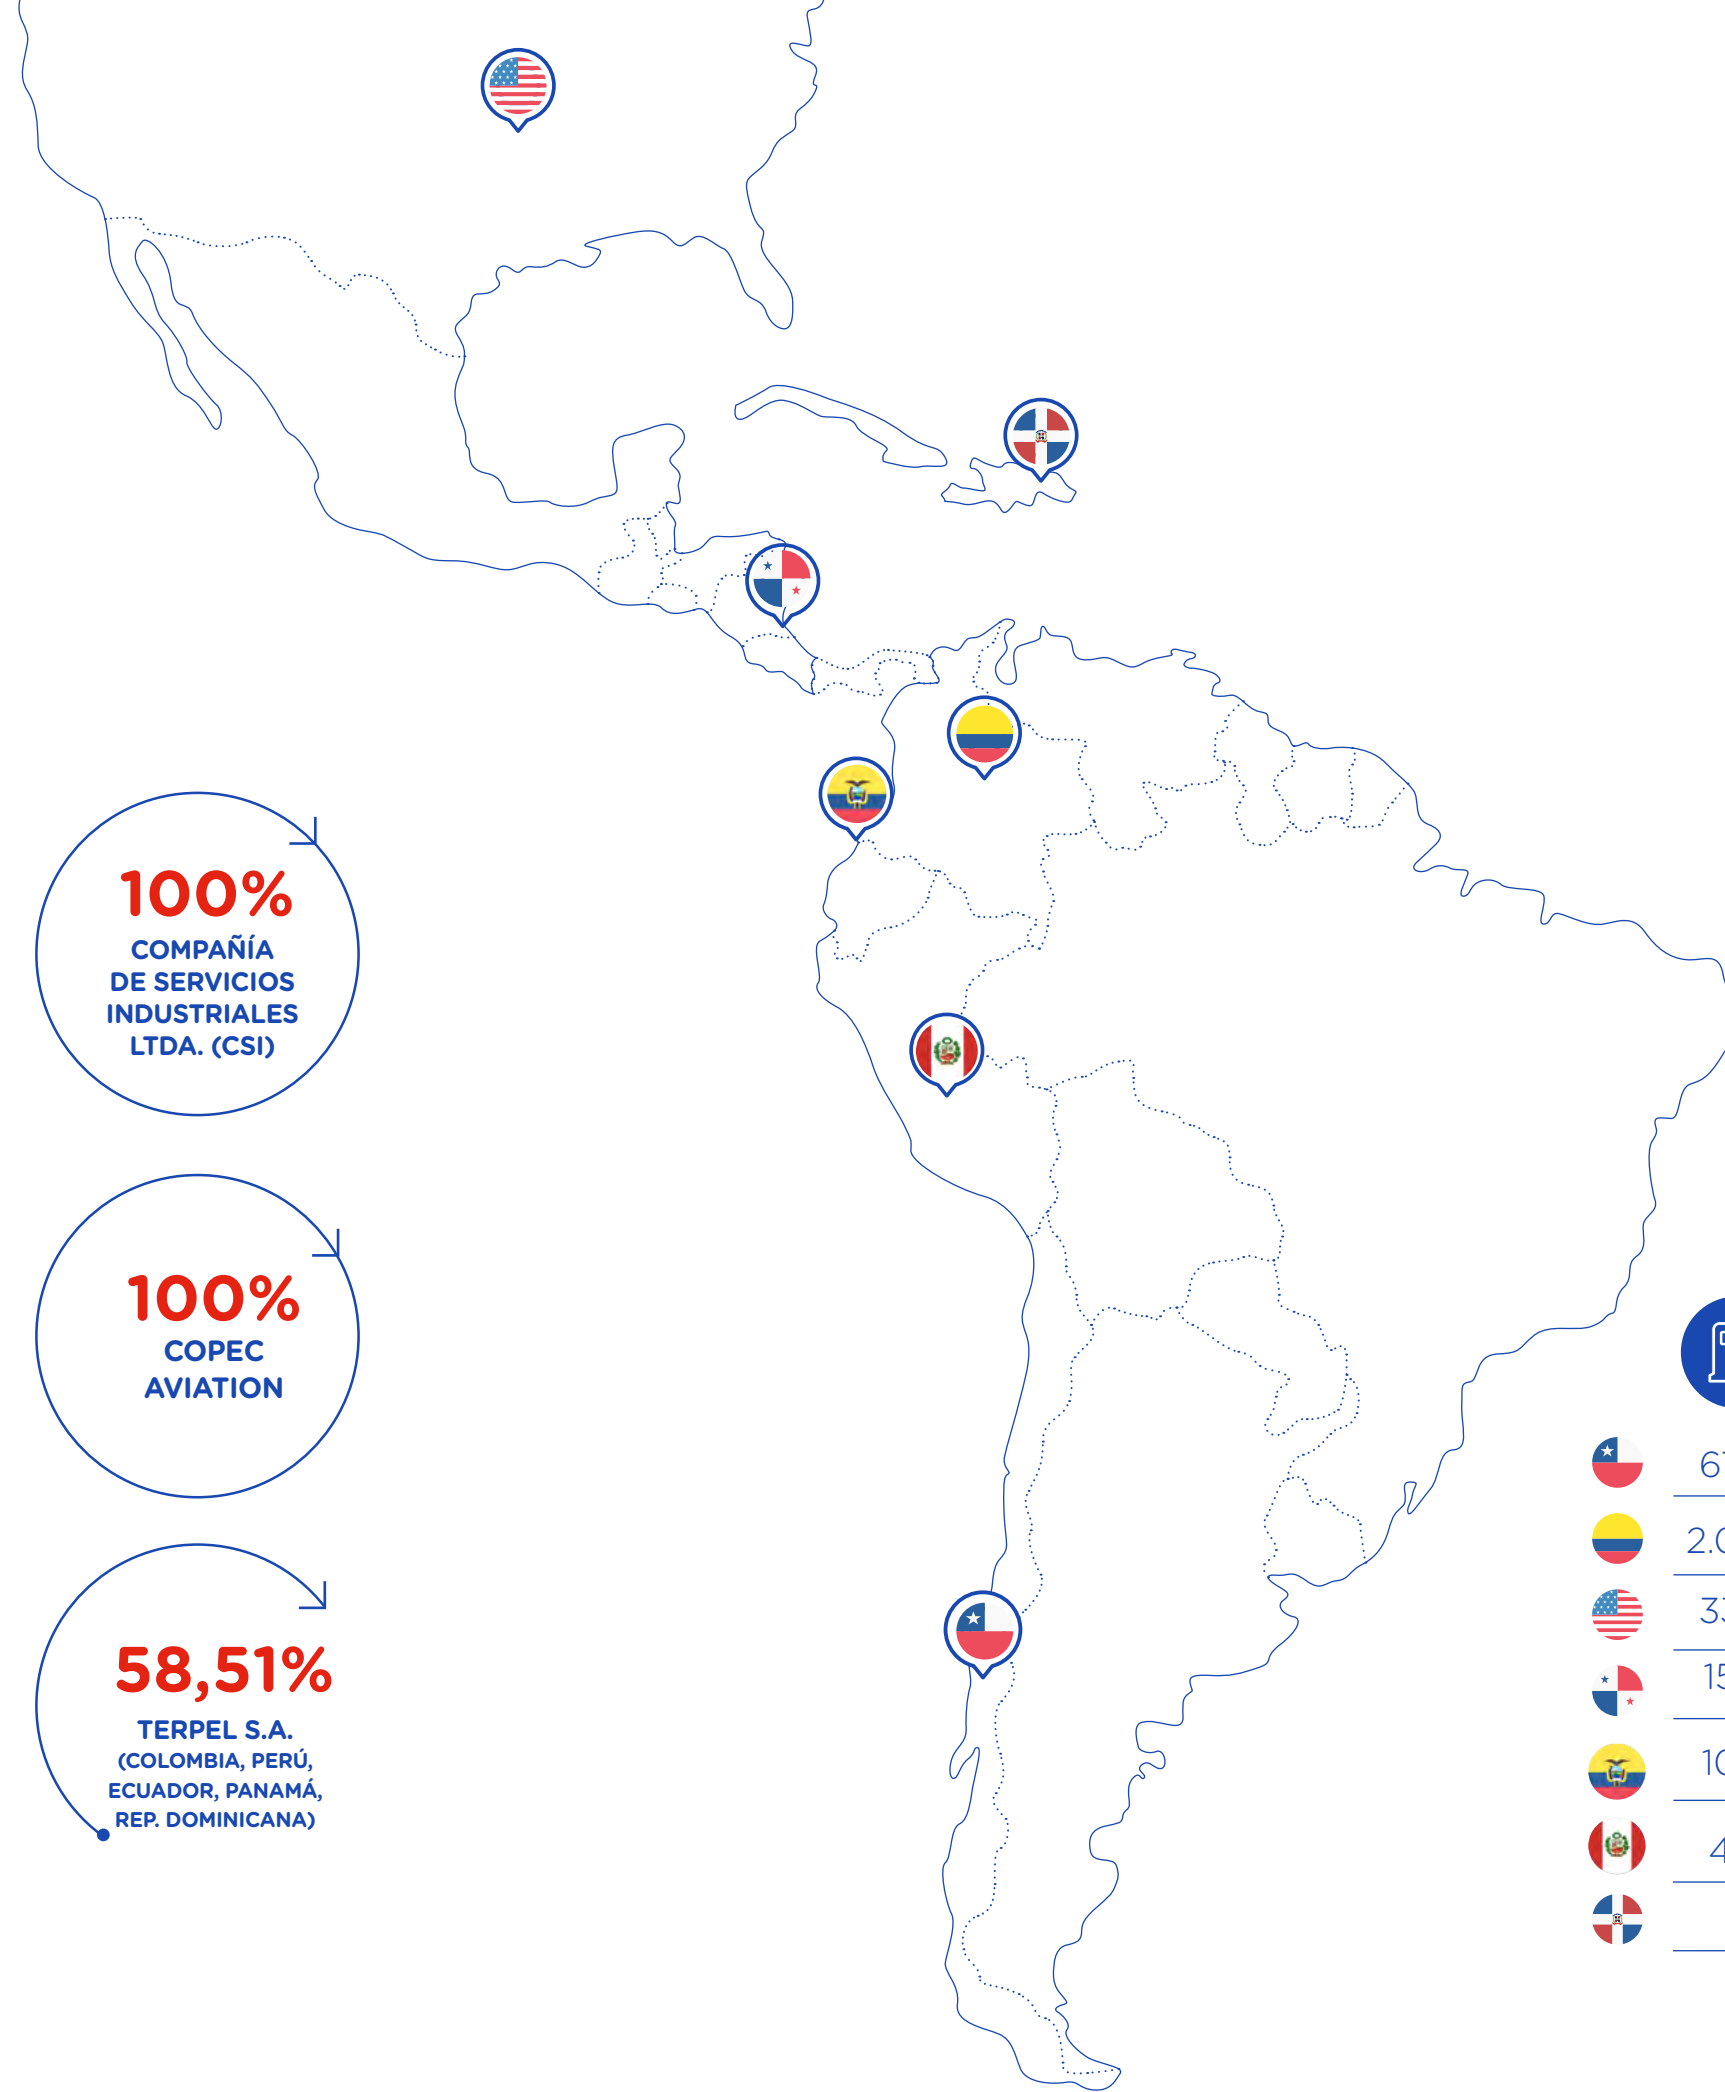 100%
COMPAÑÍA
DE SERVICIOS
INDUSTRIALES
LTDA. (CSI)
100%
COPEC
AVIATION
58,51%
TERPEL S.A.
(COLOMBIA, PERÚ,
ECUADOR, PANAMÁ,
REP. DOMINICANA)